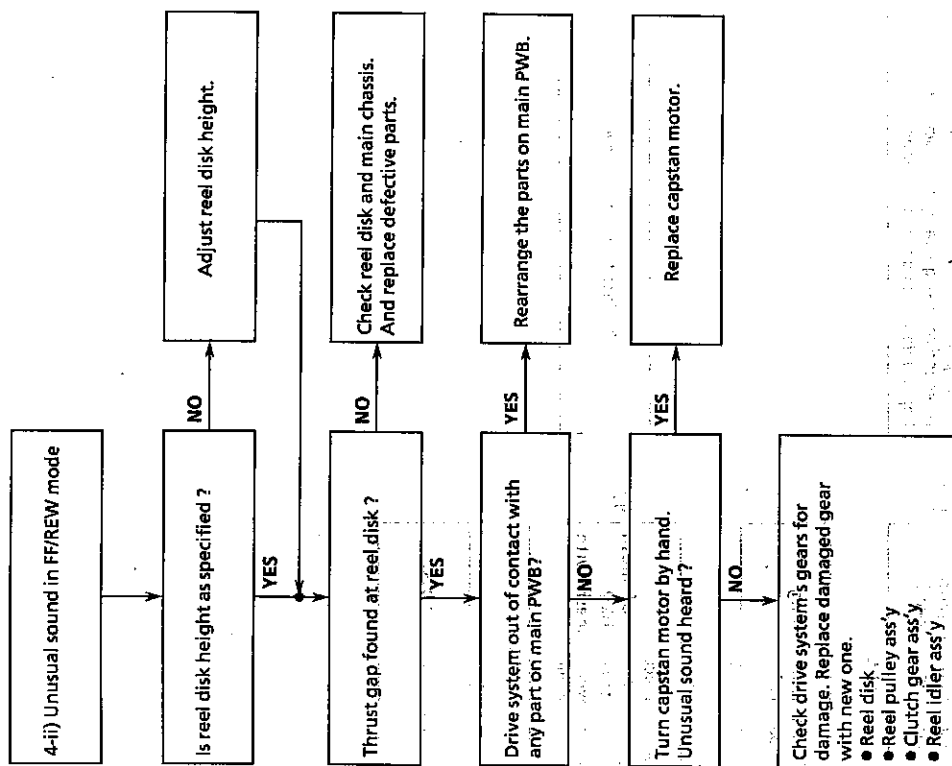 4-ii) Unusual sound in FF/REW mode
Is reel disk height as specified ?
NO
Adjust reel disk height.
YES
Thrust gap found at reel disk ?
NO
Check reel disk and main chassis.
And replace defective parts.
YES
Drive system out of contact with
any part on main PWB?
YES
Rearrange the parts on main PWB.
NO
Turn capstan motor by hand.
Unusual sound heard ?
YES
Replace capstan motor.
NO
Check drive system's gears for
damage. Replace damaged gear
with new one.
● Reel disk
● Reel pulley ass'y
● Clutch gear ass'y
● Reel idler ass'y